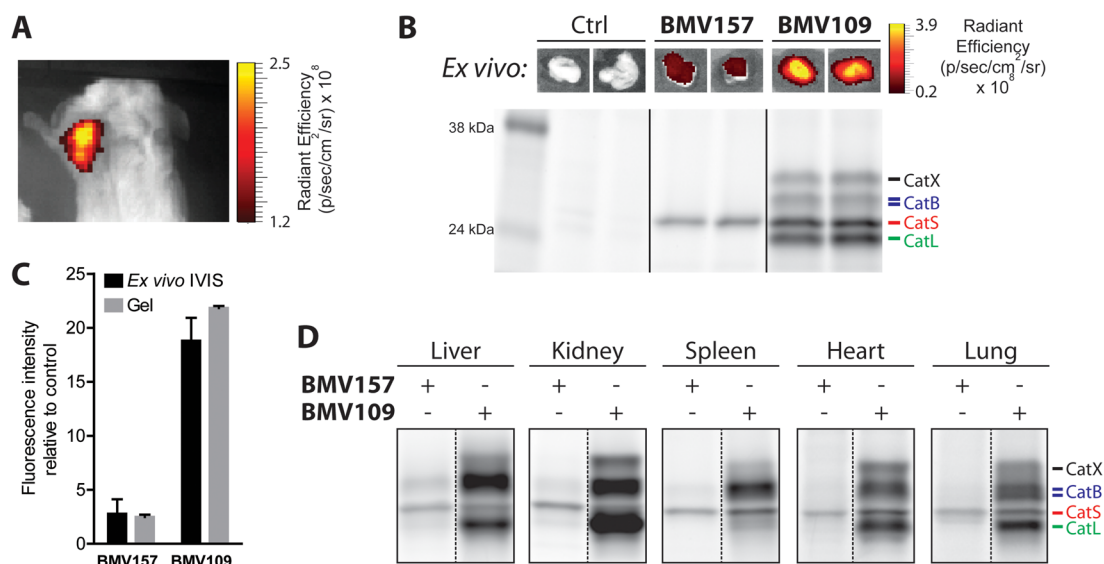 A
2.5
1.2
Radiant Efficiency
(p/sec/cm²/sr) x 10⁸
B
Ctrl BMV157 BMV109
Ex vivo:
3.9
0.2
Radiant
Efficiency
(p/sec/cm²/sr)
x 10⁸
38 kDa
24 kDa
CatX
CatB
CatS
CatL
C
Fluorescence intensity
relative to control
25
20
15
10
5
0
Ex vivo IVIS
Gel
BMV157 BMV109
D
Liver Kidney Spleen Heart Lung
BMV157 + - + - + - + - + -
BMV109 - + - + - + - + - +
CatX
CatB
CatS
CatL